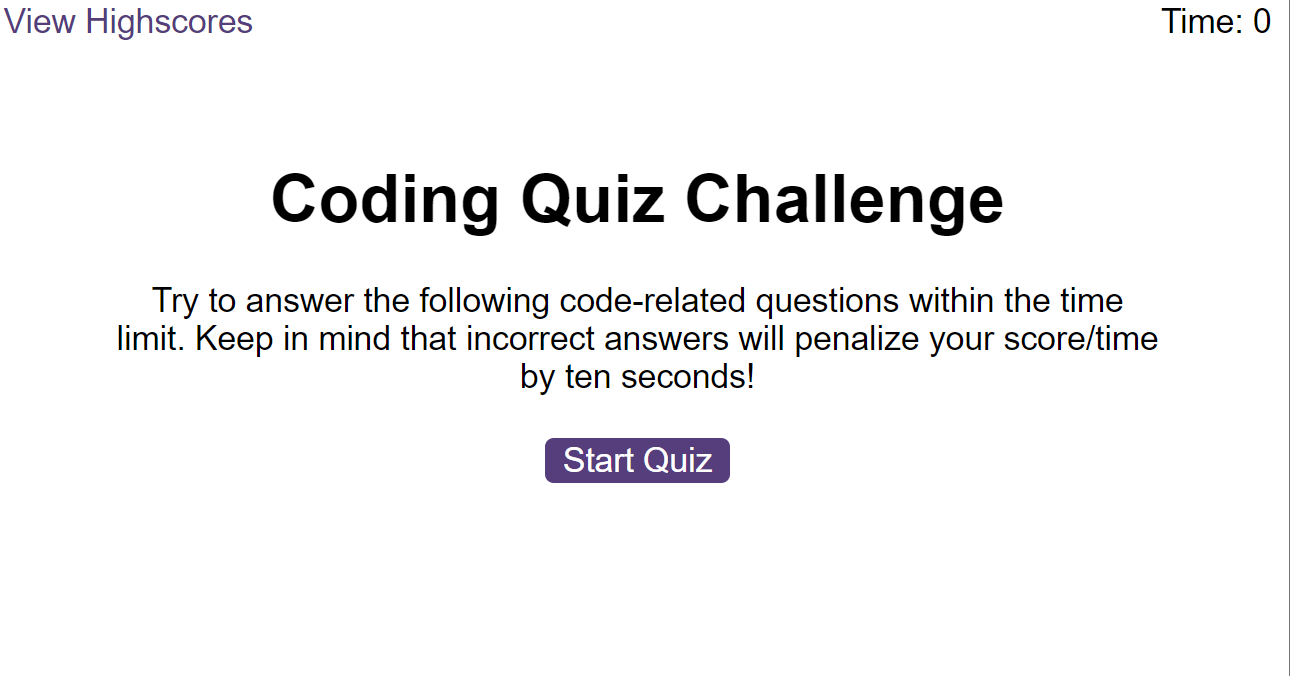 View Highscores
Time: 0
Coding Quiz Challenge
Try to answer the following code-related questions within the time
limit. Keep in mind that incorrect answers will penalize your score/time
by ten seconds!
Start Quiz